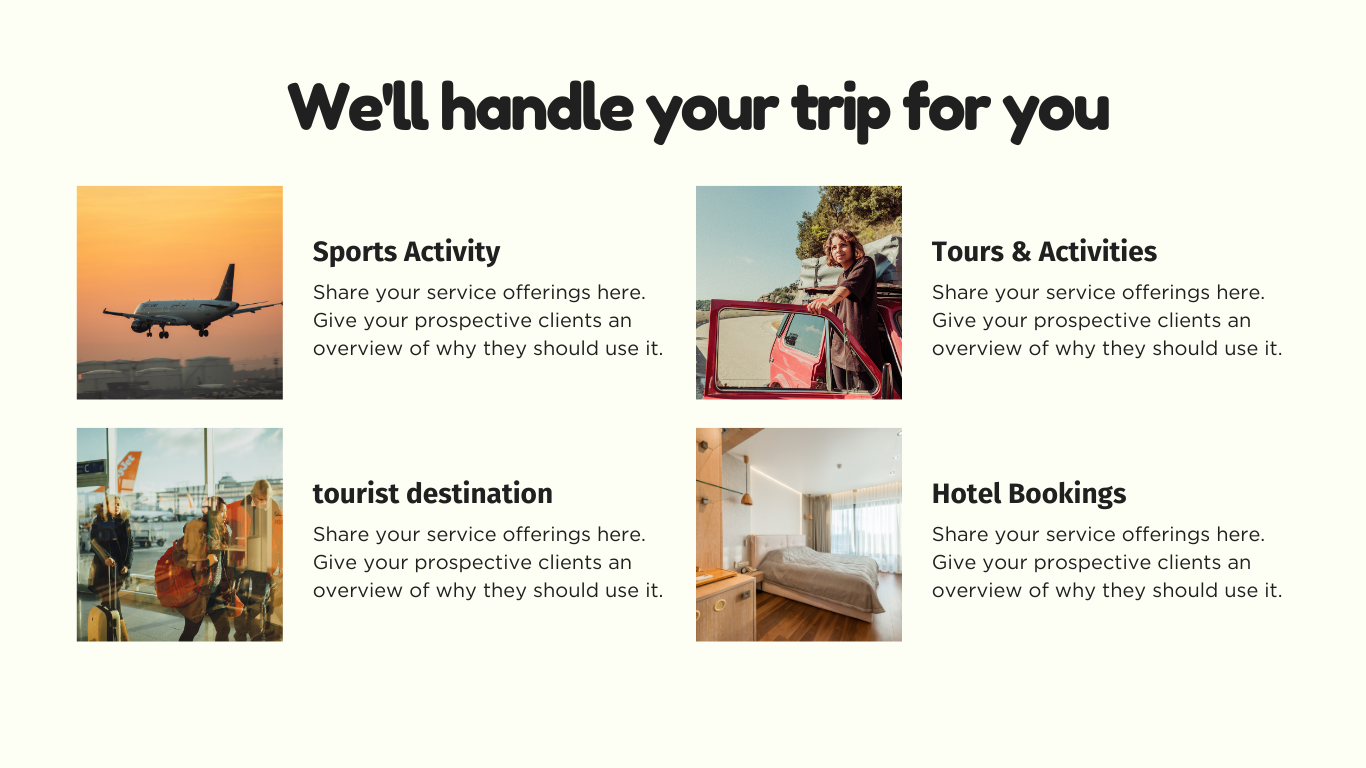 We'll handle your trip for you
Sports Activity
Share your service offerings here.
Give your prospective clients an
overview of why they should use it.
Tours & Activities
Share your service offerings here.
Give your prospective clients an
overview of why they should use it.
tourist destination
Share your service offerings here.
Give your prospective clients an
overview of why they should use it.
Hotel Bookings
Share your service offerings here.
Give your prospective clients an
overview of why they should use it.